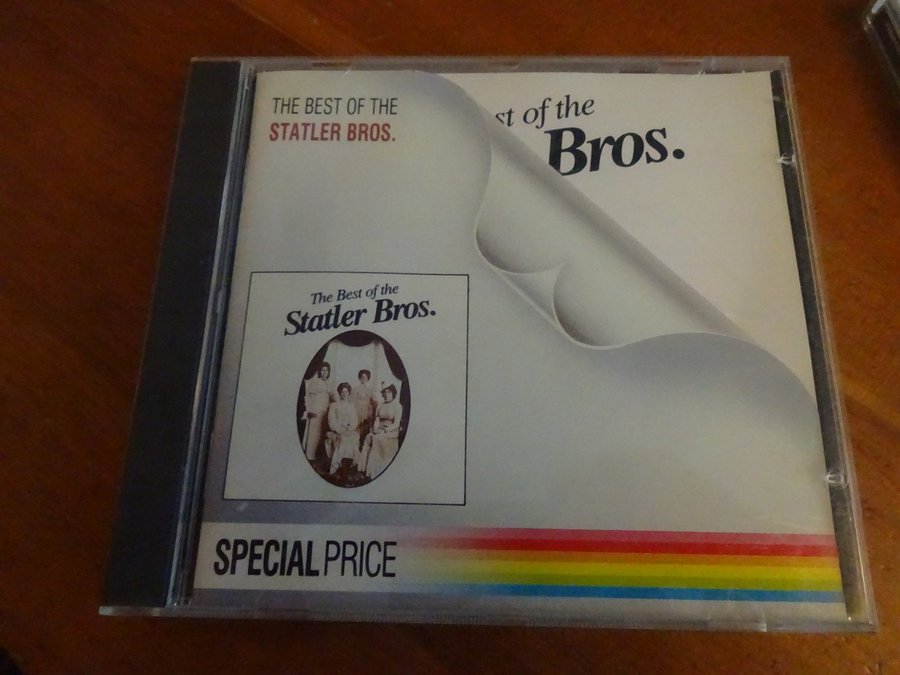 THE BEST OF THE
STATLER BROS.
st of the
Bros.
The Best of the
Statler Bros.
SPECIAL PRICE